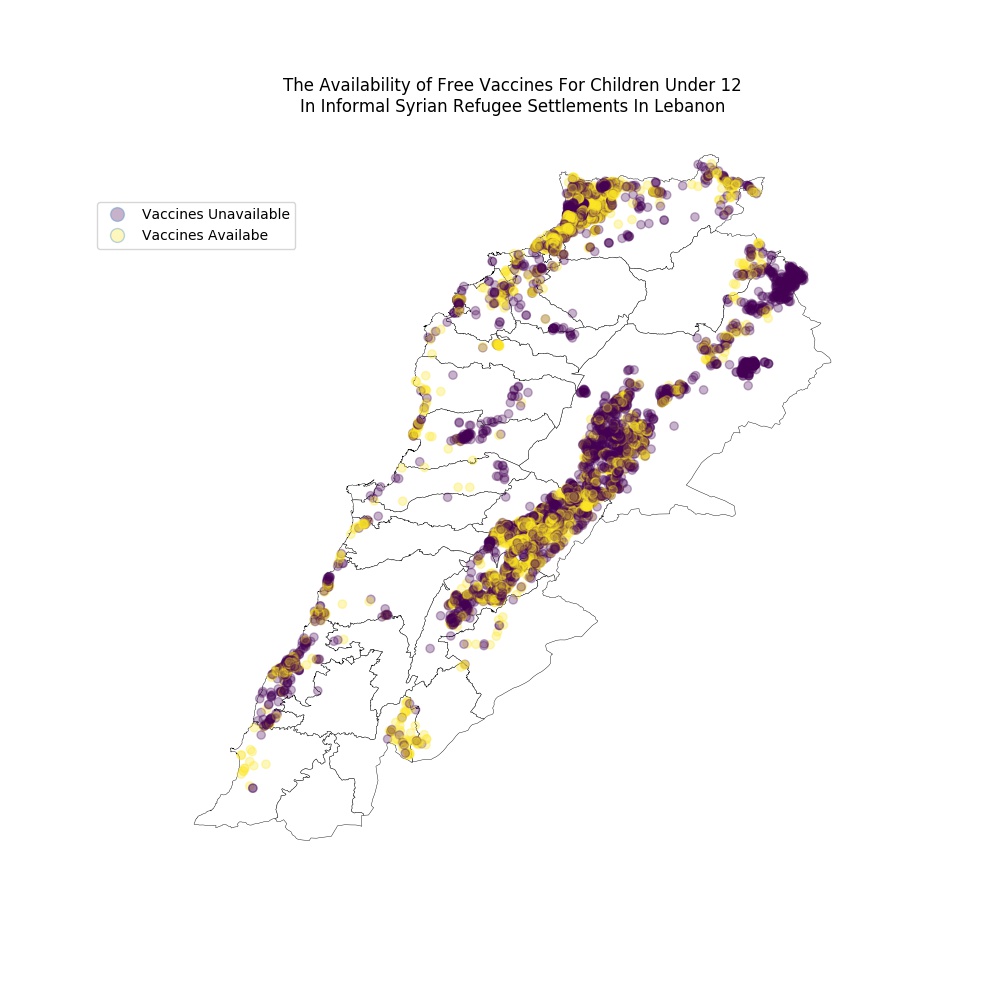 The Availability of Free Vaccines For Children Under 12
In Informal Syrian Refugee Settlements In Lebanon
Vaccines Unavailable
Vaccines Availabe